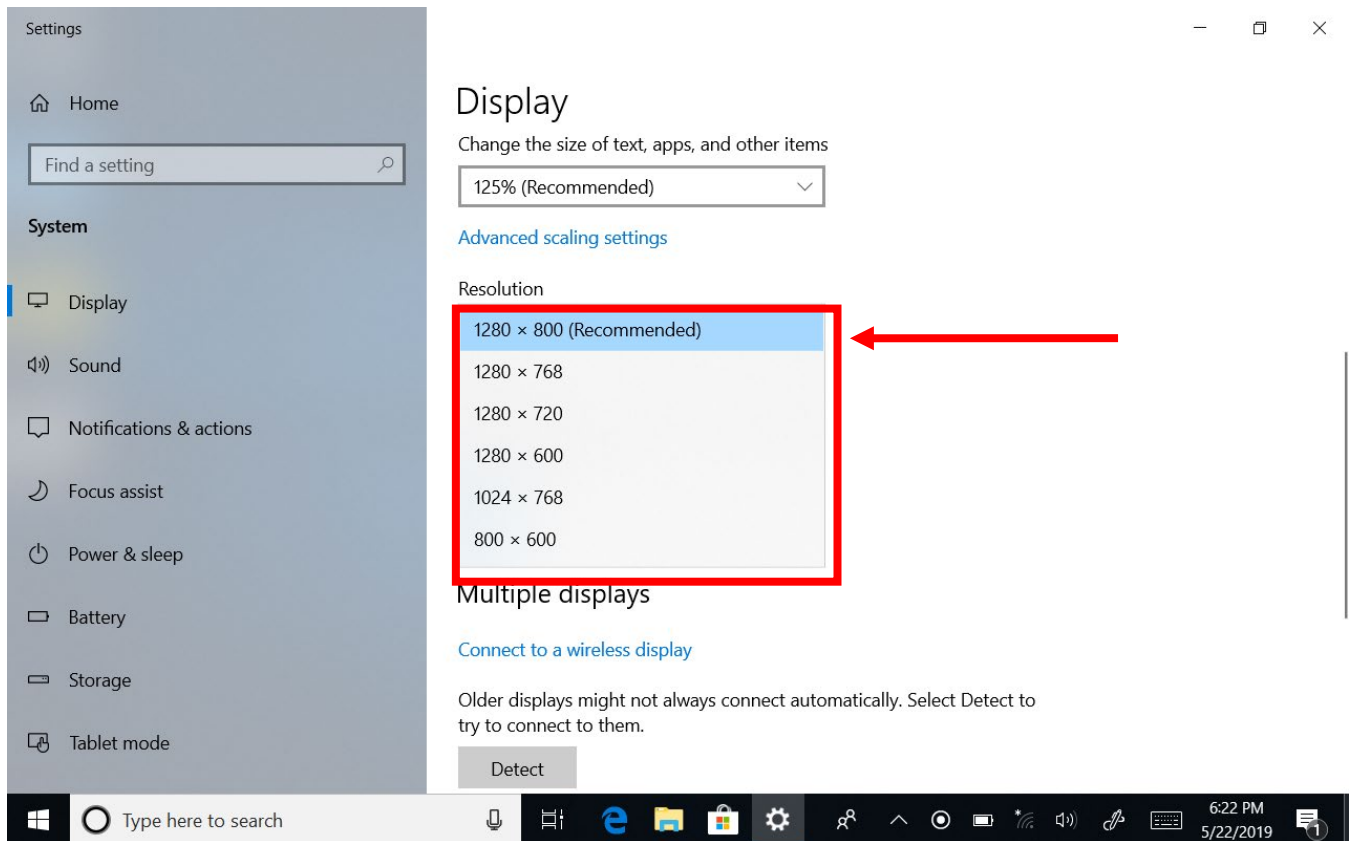 Settings
Home
Find a setting
System
Display
Sound
Notifications & actions
Focus assist
Power & sleep
Battery
Storage
Tablet mode
Display
Change the size of text, apps, and other items
125% (Recommended)
Advanced scaling settings
Resolution
1280 × 800 (Recommended)
1280 × 768
1280 × 720
1280 × 600
1024 × 768
800 × 600
Multiple displays
Connect to a wireless display
Older displays might not always connect automatically. Select Detect to
try to connect to them.
Detect
Type here to search
6:22 PM
5/22/2019
1